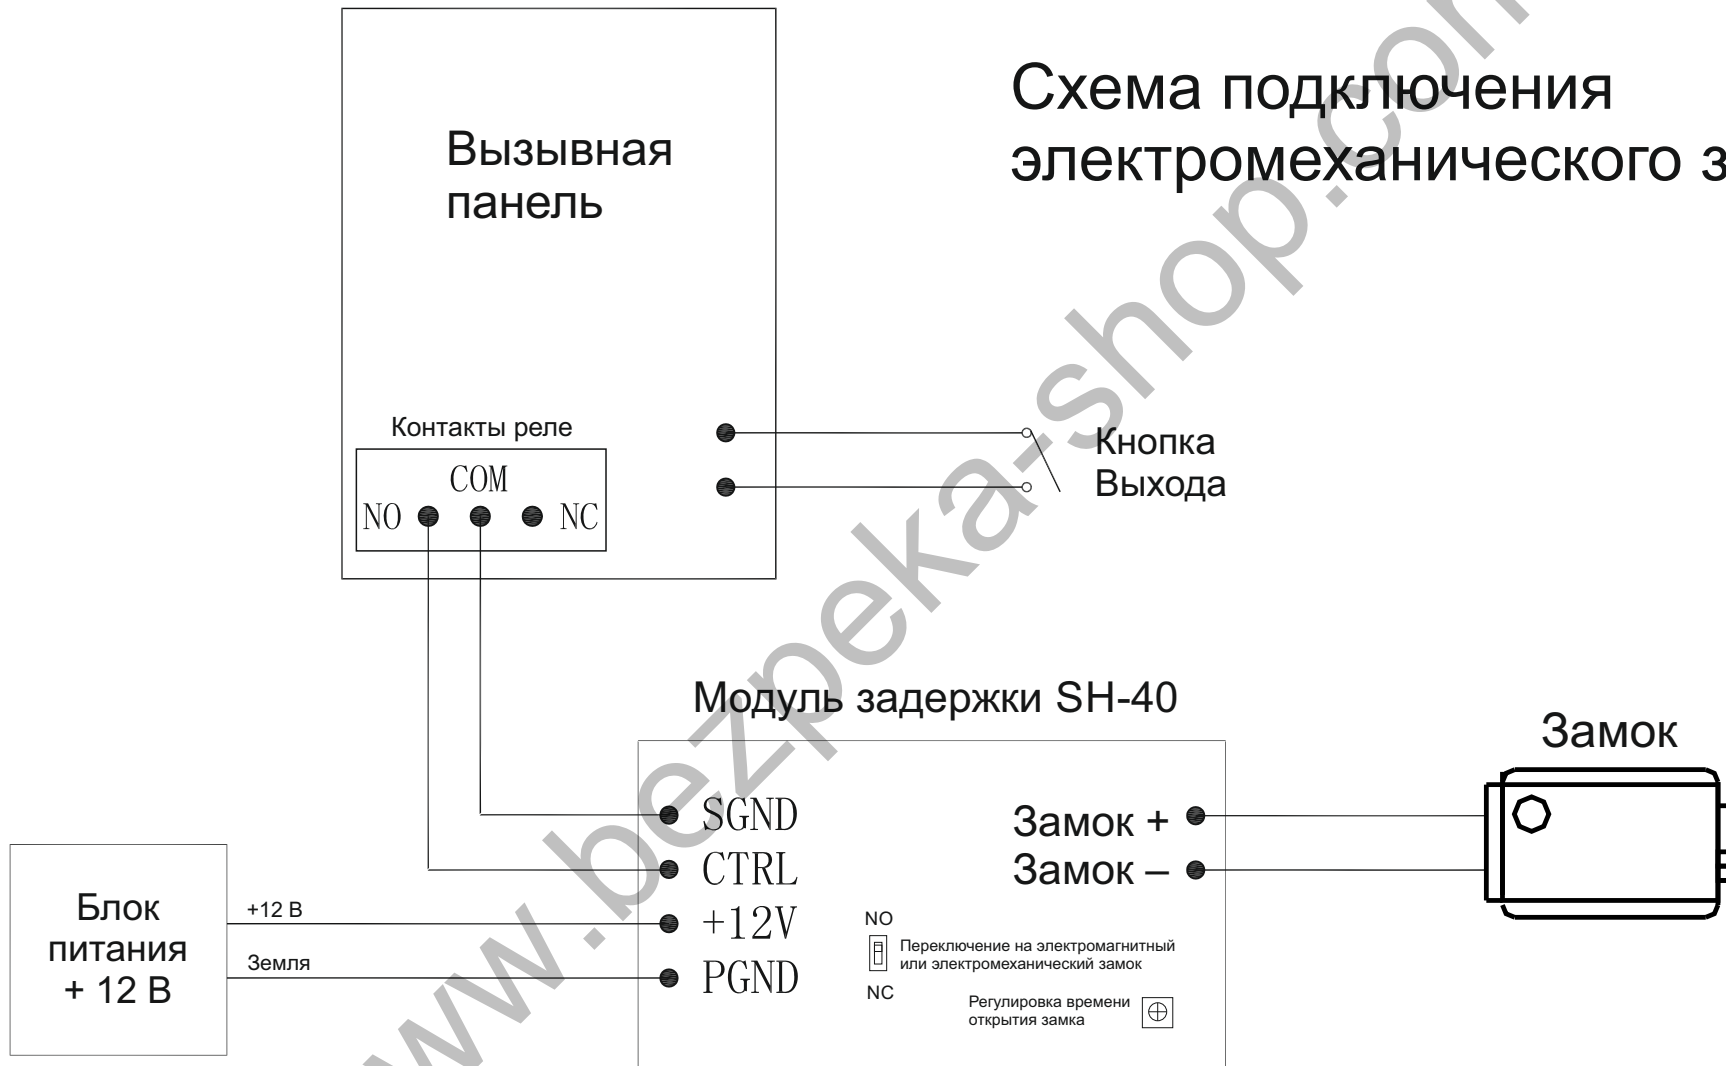 Схема подключения
электромеханического з
Вызывная
панель
Контакты реле
COM
NO
NC
Кнопка
Выхода
Модуль задержки SH-40
Замок
SGND
CTRL
+12V
PGND
Замок +
Замок –
Блок
питания
+ 12 В
+12 В
Земля
NO
Переключение на электромагнитный
или электромеханический замок
NC
Регулировка времени
открытия замка
www.bezpeka-shop.com